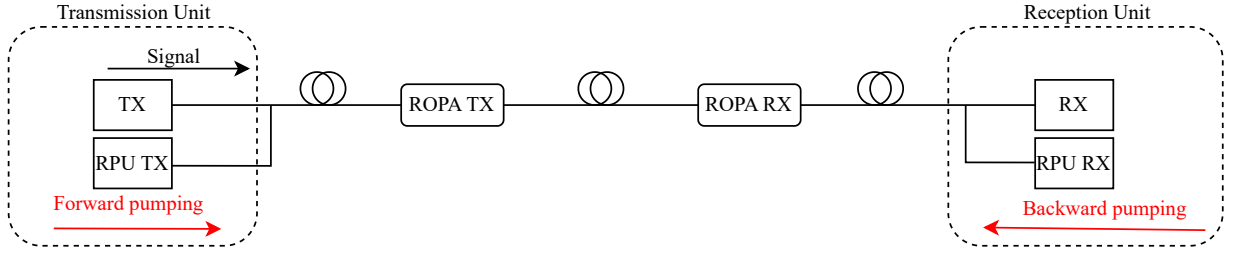 Transmission Unit
Reception Unit
Signal
TX
ROPA TX
ROPA RX
RX
RPU TX
RPU RX
Forward pumping
Backward pumping